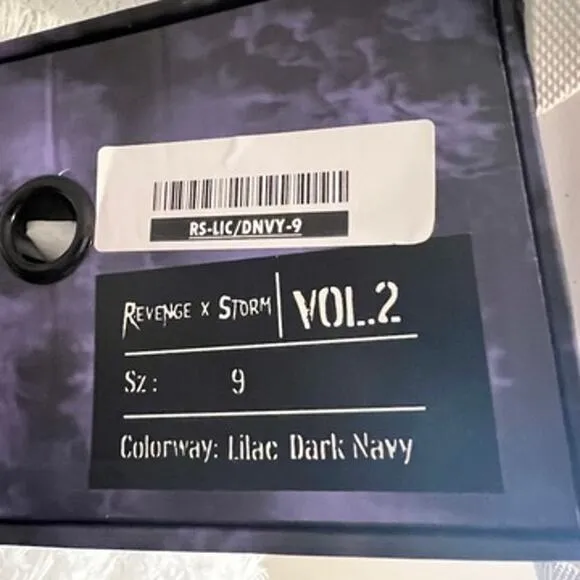 RS-LIC/DNVY-9
REVENGE X STORM VOL.2
Sz: 9
Colorway: Lilac Dark Navy